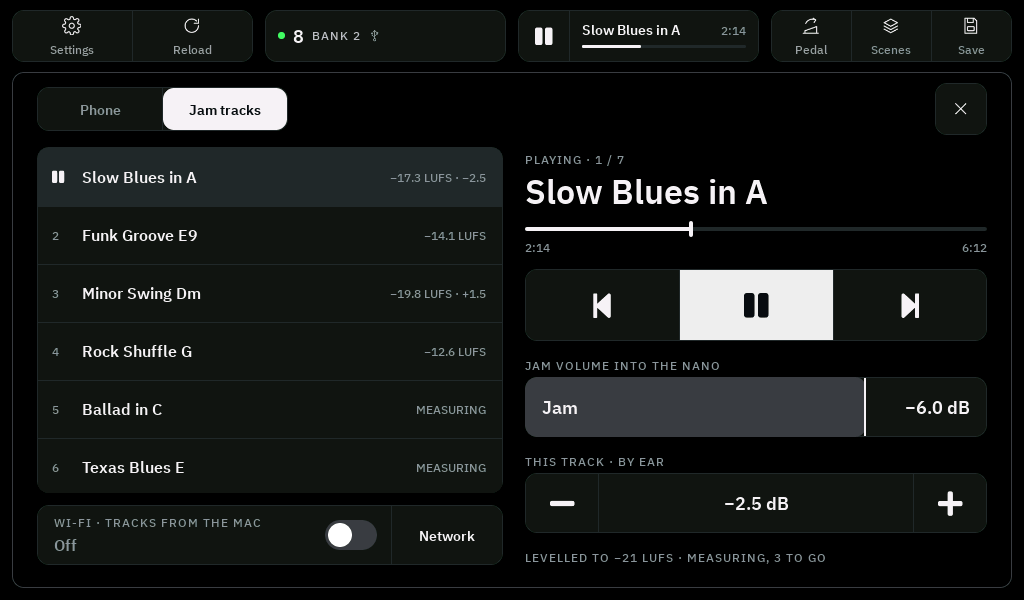 Settings
Reload
8 BANK 2
Slow Blues in A 2:14
Pedal
Scenes
Save
Phone
Jam tracks
Slow Blues in A −17.3 LUFS · −2.5
2 Funk Groove E9 −14.1 LUFS
3 Minor Swing Dm −19.8 LUFS · +1.5
4 Rock Shuffle G −12.6 LUFS
5 Ballad in C MEASURING
6 Texas Blues E MEASURING
WI-FI · TRACKS FROM THE MAC
Off
Network
PLAYING · 1 / 7
Slow Blues in A
2:14 6:12
JAM VOLUME INTO THE NANO
Jam −6.0 dB
THIS TRACK · BY EAR
−2.5 dB
LEVELLED TO −21 LUFS · MEASURING, 3 TO GO